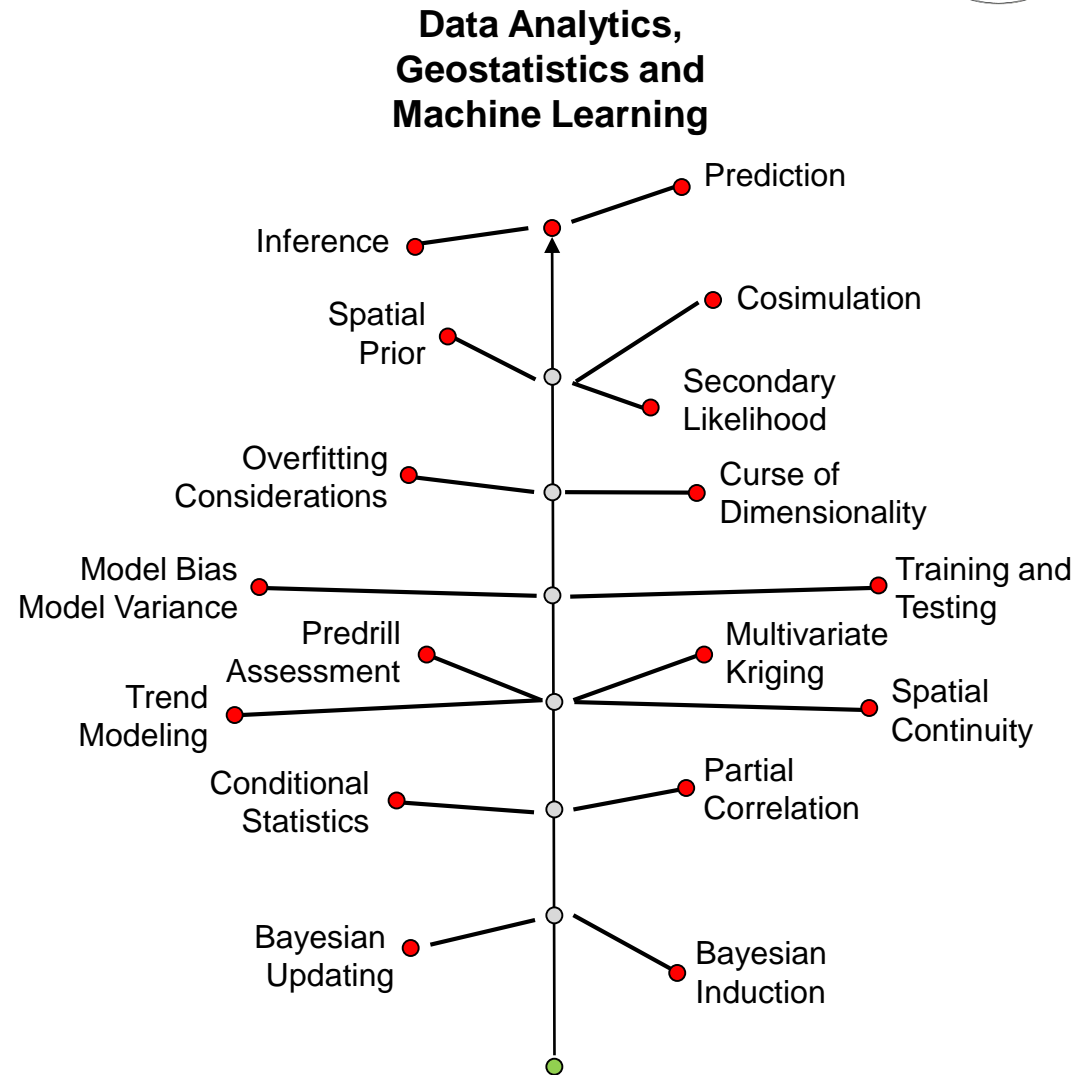 Data Analytics,
Geostatistics and
Machine Learning
Prediction
Inference
Cosimulation
Spatial
Prior
Secondary
Likelihood
Overfitting
Considerations
Curse of
Dimensionality
Model Bias
Model Variance
Training and
Testing
Predrill
Assessment
Multivariate
Kriging
Trend
Modeling
Spatial
Continuity
Conditional
Statistics
Partial
Correlation
Bayesian
Updating
Bayesian
Induction